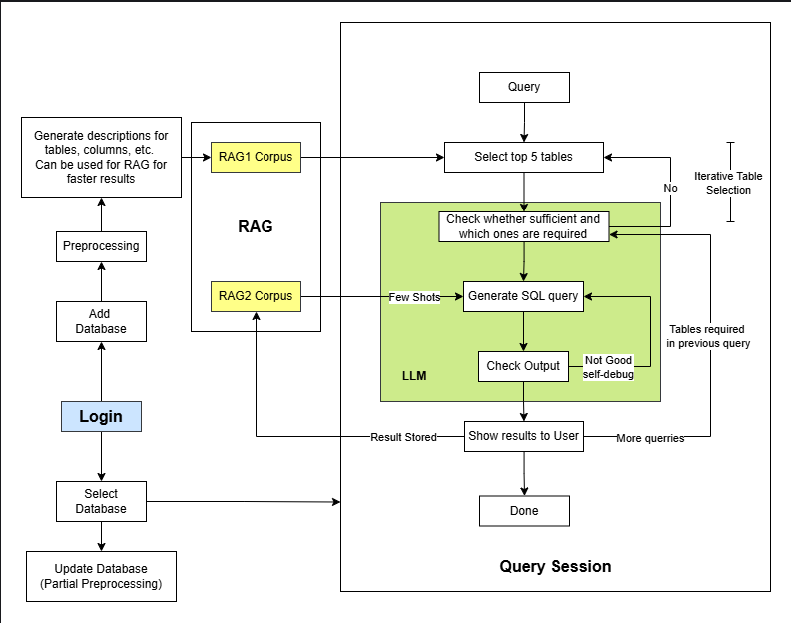 Query
Generate descriptions for
tables, columns, etc.
Can be used for RAG for
faster results
RAG1 Corpus
Select top 5 tables
Iterative Table
Selection
No
RAG
Check whether sufficient and
which ones are required
Preprocessing
RAG2 Corpus
Few Shots
Generate SQL query
Add
Database
Tables required
in previous query
Check Output
Not Good
self-debug
LLM
Login
Result Stored
Show results to User
More querries
Select
Database
Done
Update Database
(Partial Preprocessing)
Query Session